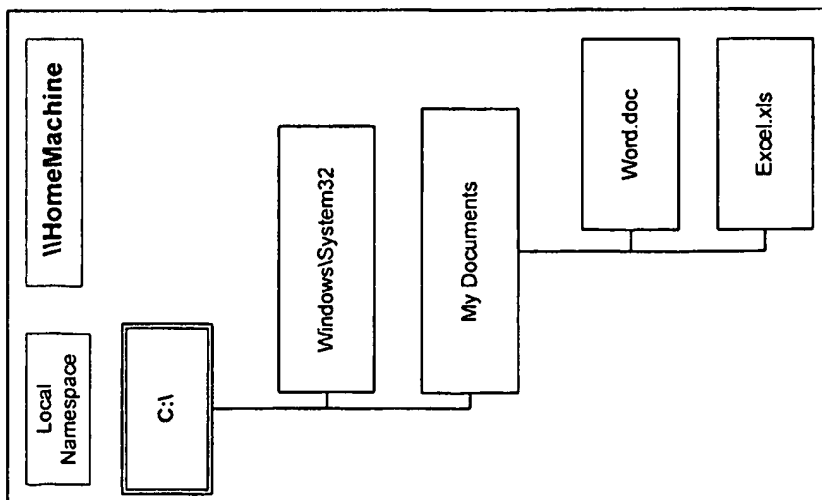 Local
Namespace
\\HomeMachine
C:\
Windows\System32
My Documents
Word.doc
Excel.xls